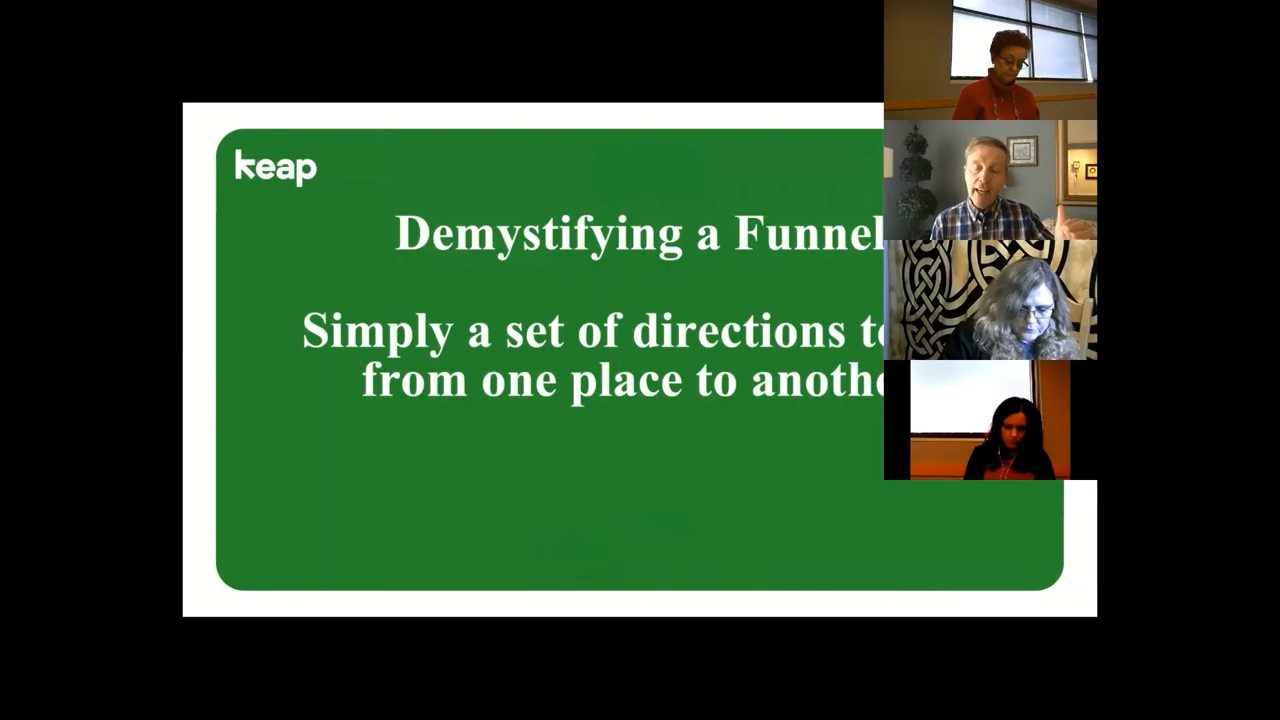 keap
Demystifying a Funnel
Simply a set of directions
from one place to